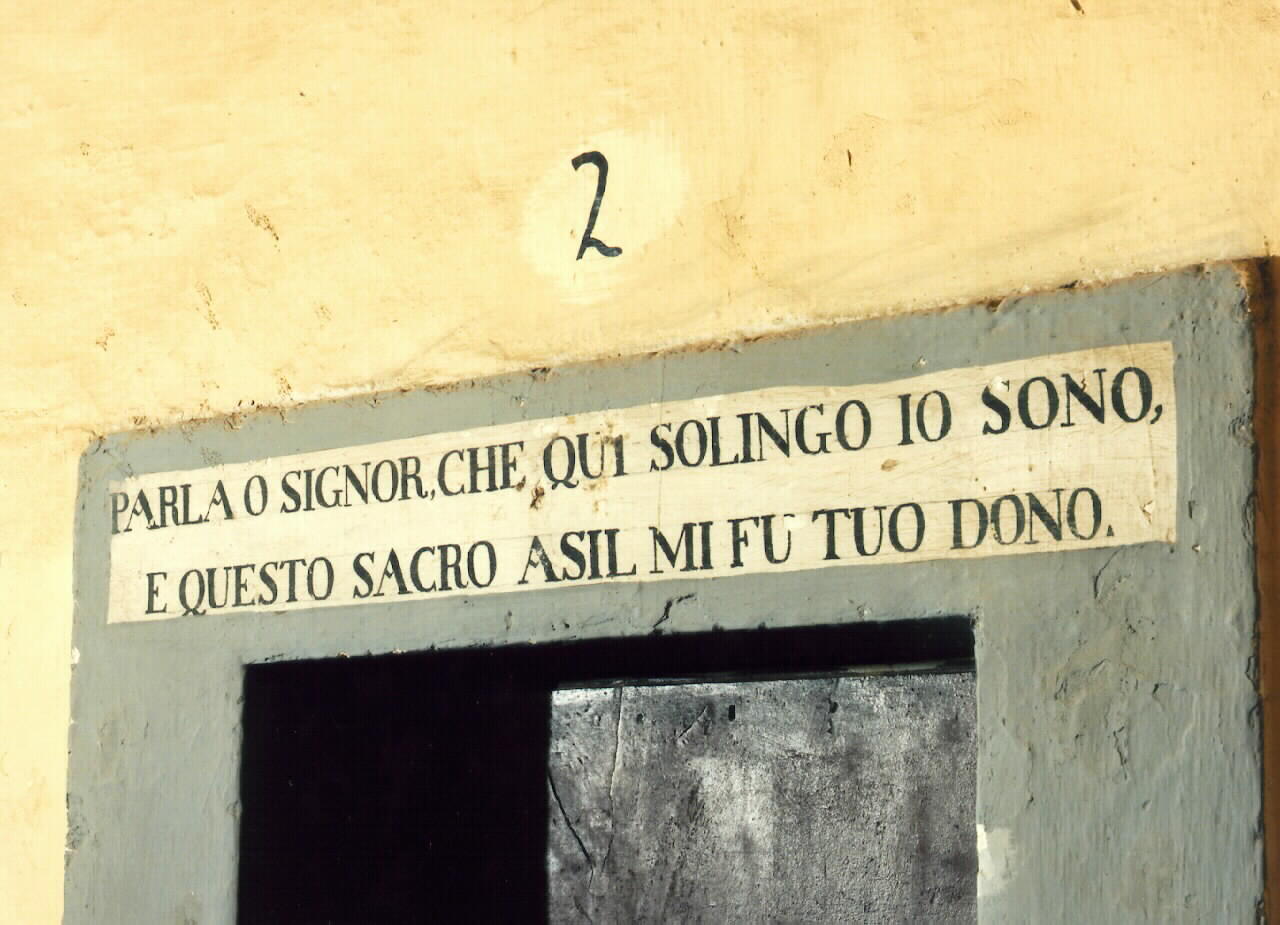 2
PARLA O SIGNOR, CHE QUI SOLINGO IO SONO,
E QUESTO SACRO ASIL MI FU TUO DONO.